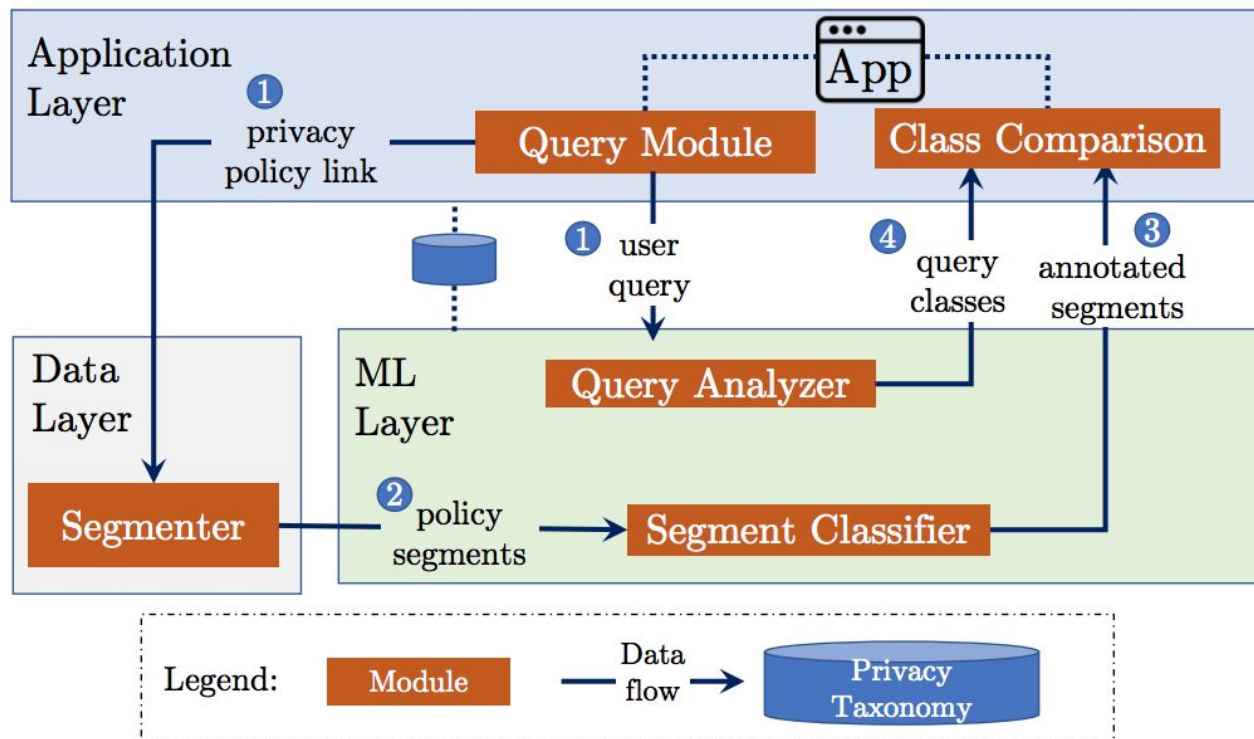 Application
Layer
1
privacy
policy link
Query Module
App
Class Comparison
1
user
query
4
query
classes
3
annotated
segments
Data
Layer
Segmenter
ML
Layer
Query Analyzer
2
policy
segments
Segment Classifier
Legend:
Module
Data
flow
Privacy
Taxonomy